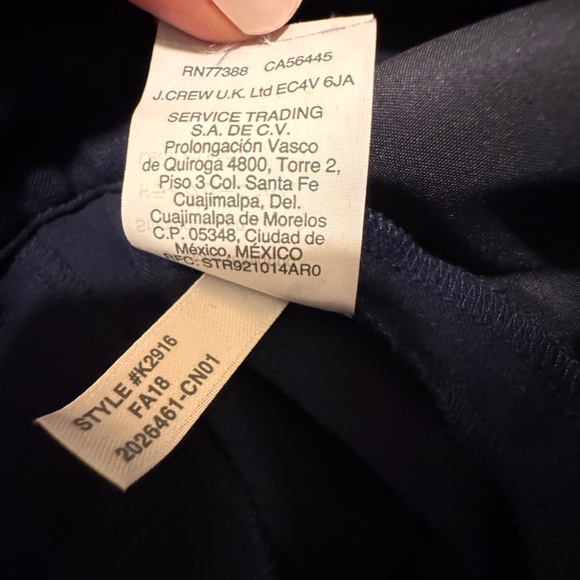 RN77388 CA56445
J.CREW U.K. Ltd EC4V 6JA
SERVICE TRADING
S.A. DE C.V.
Prolongación Vasco
de Quiroga 4800, Torre 2,
Piso 3 Col. Santa Fe
Cuajimalpa, Del.
Cuajimalpa de Morelos
C.P. 05348, Ciudad de
México, MÉXICO
RFC: STR921014AR0
STYLE #K2916
FA18
2026461-CN01